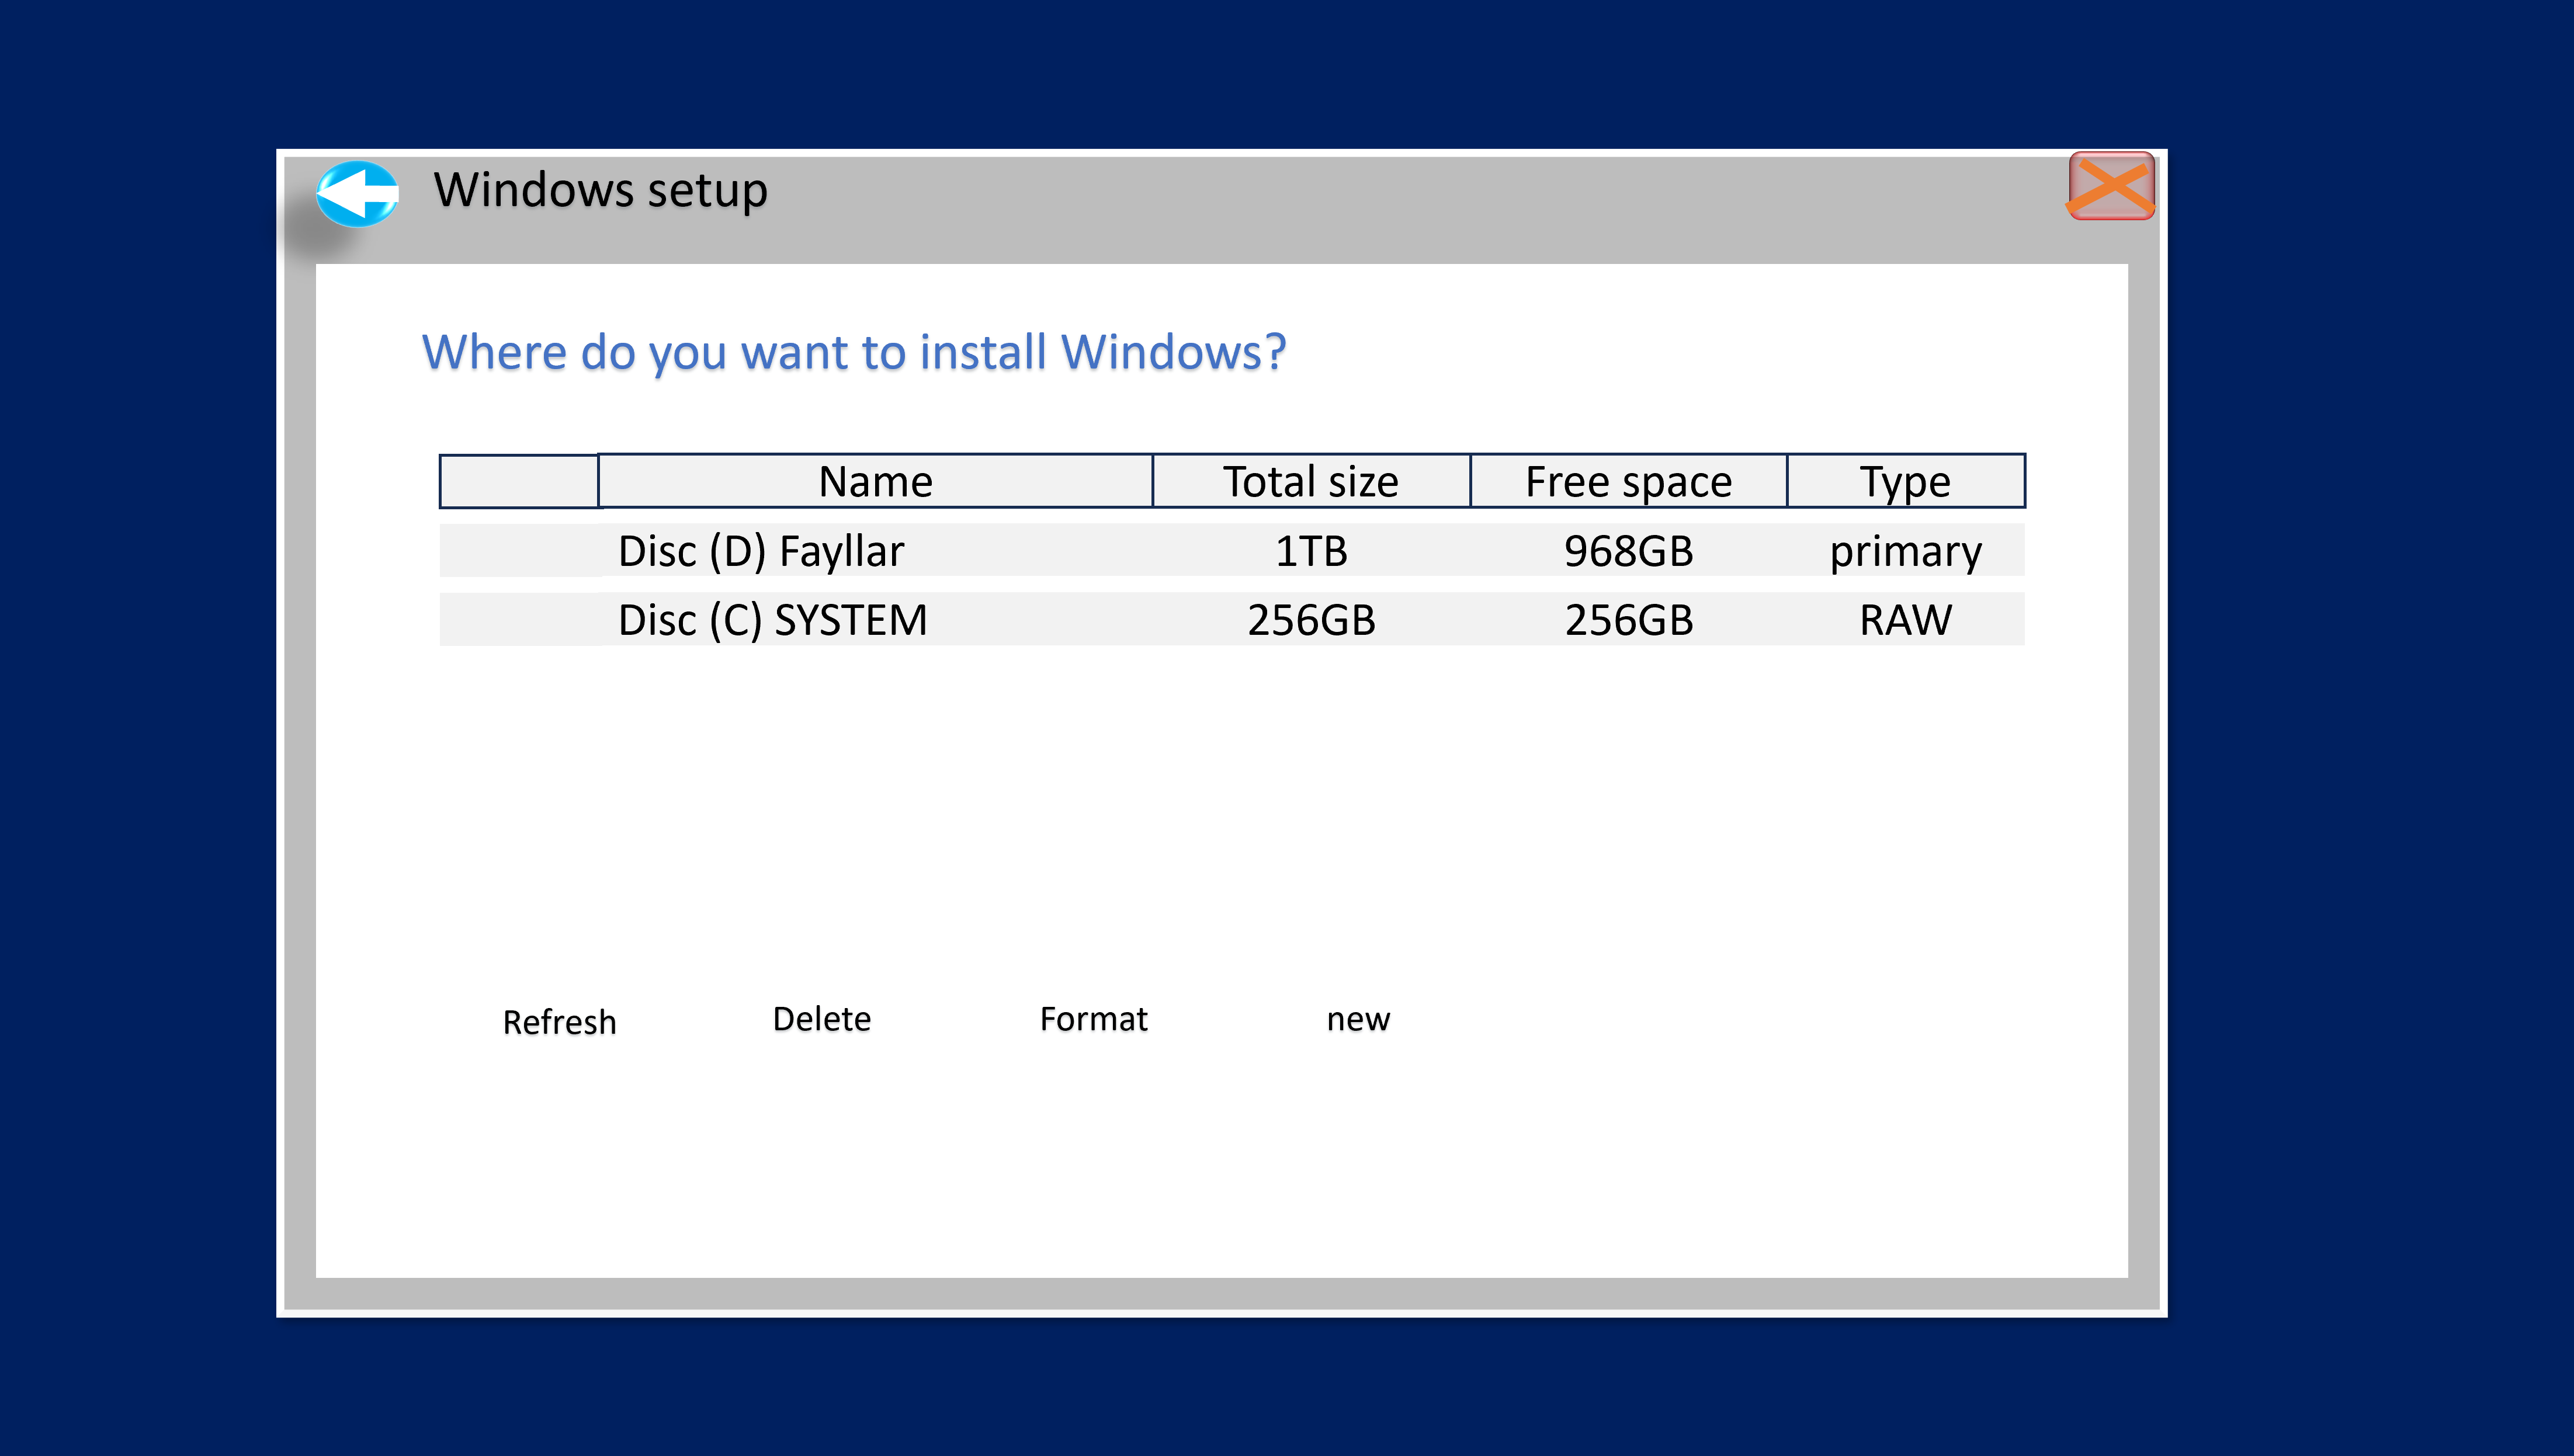 Windows setup
Where do you want to install Windows?
Name Total size Free space Type
Disc (D) Fayllar 1TB 968GB primary
Disc (C) SYSTEM 256GB 256GB RAW
Refresh Delete Format new